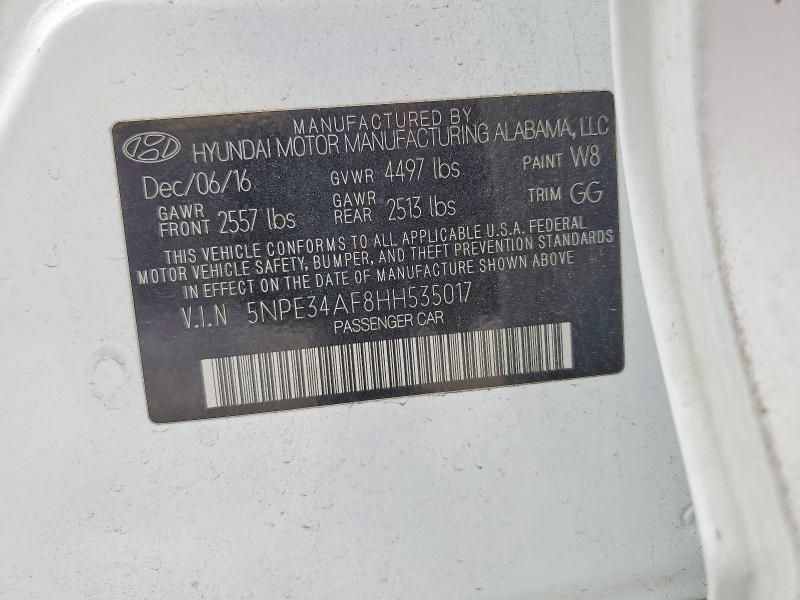 MANUFACTURED BY
HYUNDAI MOTOR MANUFACTURING ALABAMA, LLC
Dec/06/16 GVWR 4497 lbs PAINT W8
GAWR FRONT 2557 lbs GAWR REAR 2513 lbs TRIM GG
THIS VEHICLE CONFORMS TO ALL APPLICABLE U.S.A. FEDERAL
MOTOR VEHICLE SAFETY, BUMPER, AND THEFT PREVENTION STANDARDS
IN EFFECT ON THE DATE OF MANUFACTURE SHOWN ABOVE
V.I.N 5NPE34AF8HH535017
PASSENGER CAR